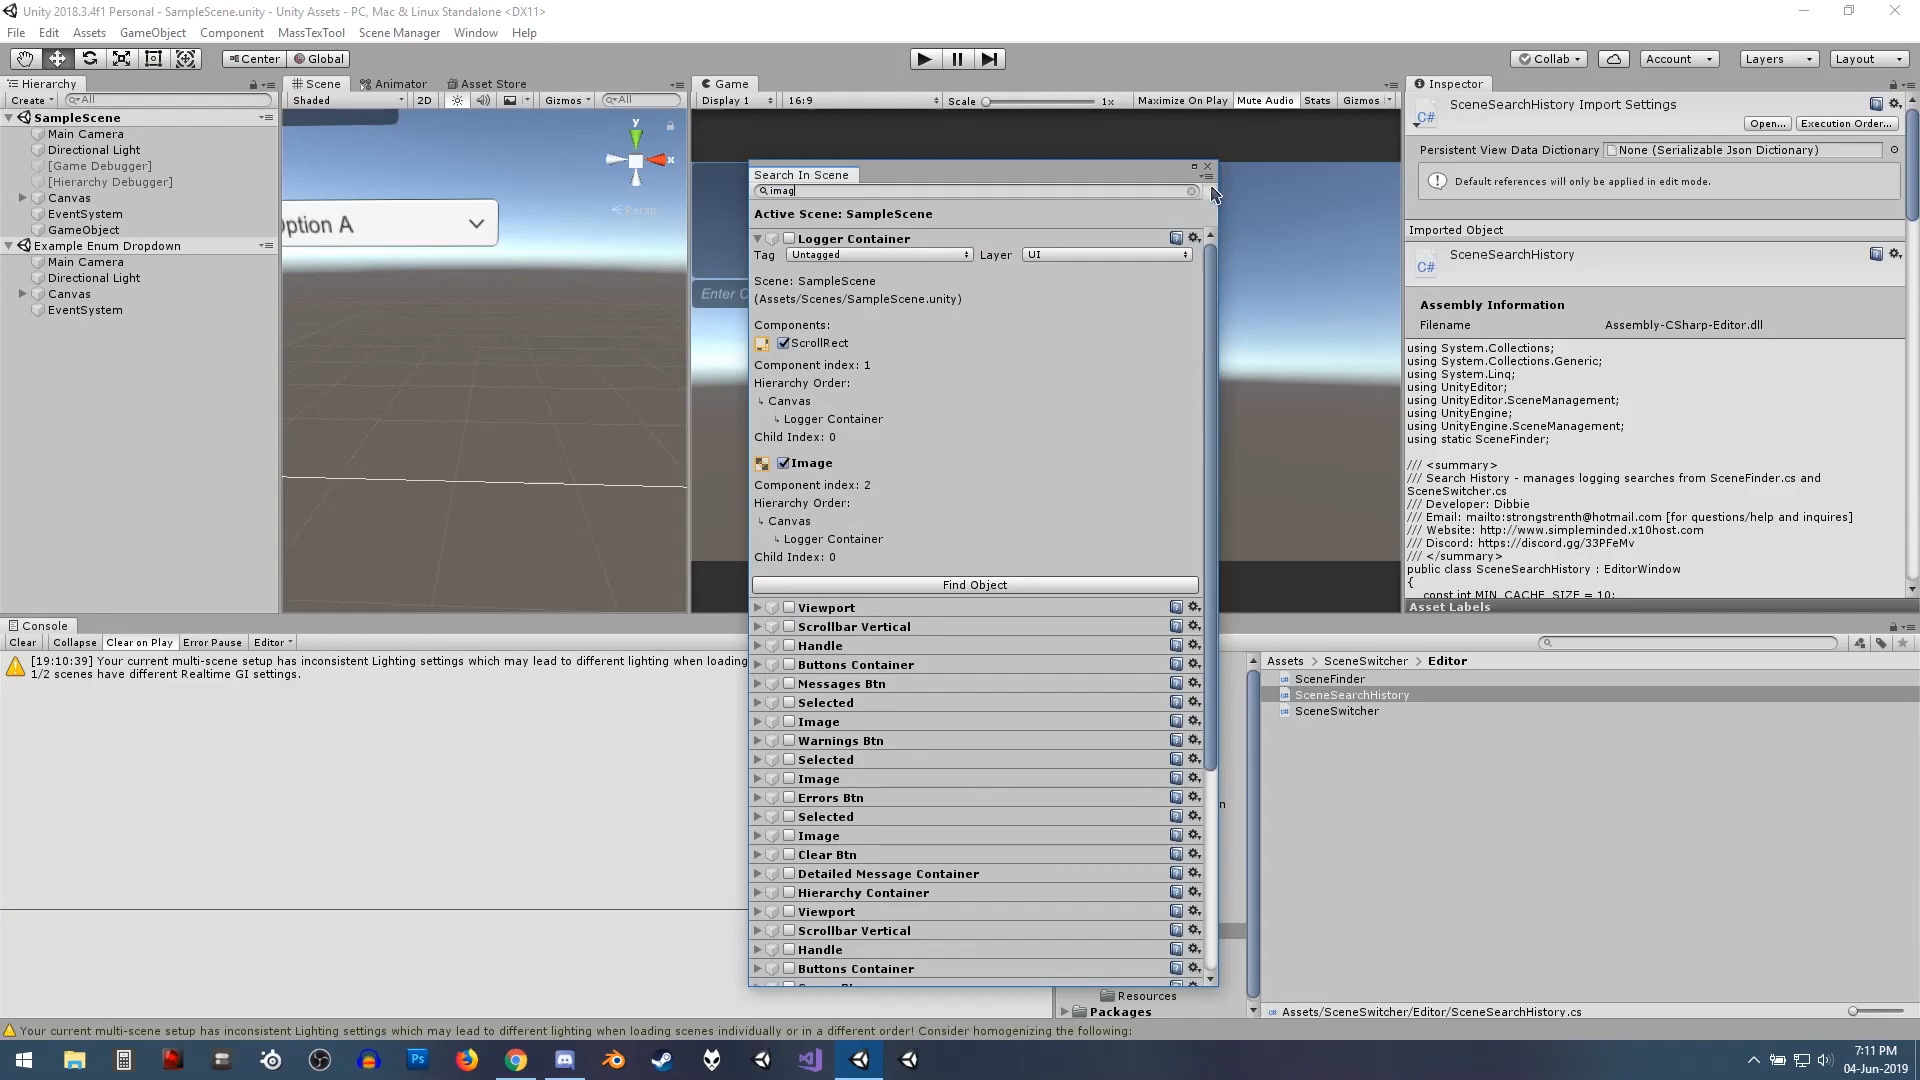 Unity 2018.3.4f1 Personal - SampleScene.unity - Unity Assets - PC, Mac & Linux Standalone <DX11>
File Edit Assets GameObject Component MassTexTool Scene Manager Window Help
Center Global Collab Account Layers Layout
Hierarchy Scene Animator Asset Store Game Inspector
Create All Shaded 2D Gizmos All Display 1 16:9 Scale 1x Maximize On Play Mute Audio Stats Gizmos
SampleScene
Main Camera
Directional Light
[Game Debugger]
[Hierarchy Debugger]
Canvas
EventSystem
GameObject
Example Enum Dropdown
Main Camera
Directional Light
Canvas
EventSystem
y
x
Persp
ption A
Enter C
Search In Scene
imag
Active Scene: SampleScene
Logger Container
Tag Untagged Layer UI
Scene: SampleScene
(Assets/Scenes/SampleScene.unity)
Components:
ScrollRect
Component index: 1
Hierarchy Order:
Canvas
Logger Container
Child Index: 0
Image
Component index: 2
Hierarchy Order:
Canvas
Logger Container
Child Index: 0
Find Object
Viewport
Scrollbar Vertical
Handle
Buttons Container
Messages Btn
Selected
Image
Warnings Btn
Selected
Image
Errors Btn
Selected
Image
Clear Btn
Detailed Message Container
Hierarchy Container
Viewport
Scrollbar Vertical
Handle
Buttons Container
SceneSearchHistory Import Settings
C#
Open... Execution Order...
Persistent View Data Dictionary None (Serializable Json Dictionary)
Default references will only be applied in edit mode.
Imported Object
SceneSearchHistory
C#
Assembly Information
Filename Assembly-CSharp-Editor.dll
using System.Collections;
using System.Collections.Generic;
using System.Linq;
using UnityEditor;
using UnityEditor.SceneManagement;
using UnityEngine;
using UnityEngine.SceneManagement;
using static SceneFinder;
/// <summary>
/// Search History - manages logging searches from SceneFinder.cs and
SceneSwitcher.cs
/// Developer: Dibbie
/// Email: mailto:strongstrenth@hotmail.com [for questions/help and inquires]
/// Website: http://www.simpleminded.x10host.com
/// Discord: https://discord.gg/33PFeMv
/// </summary>
public class SceneSearchHistory : EditorWindow
{
const int MIN_CACHE_SIZE = 10;
Asset Labels
Console
Clear Collapse Clear on Play Error Pause Editor
[19:10:39] Your current multi-scene setup has inconsistent Lighting settings which may lead to different lighting when loading
1/2 scenes have different Realtime GI settings.
Assets > SceneSwitcher > Editor
SceneFinder
SceneSearchHistory
SceneSwitcher
n
Resources
Packages
Assets/SceneSwitcher/Editor/SceneSearchHistory.cs
Your current multi-scene setup has inconsistent Lighting settings which may lead to different lighting when loading scenes individually or in a different order! Consider homogenizing the following:
Ps
7:11 PM
04-Jun-2019